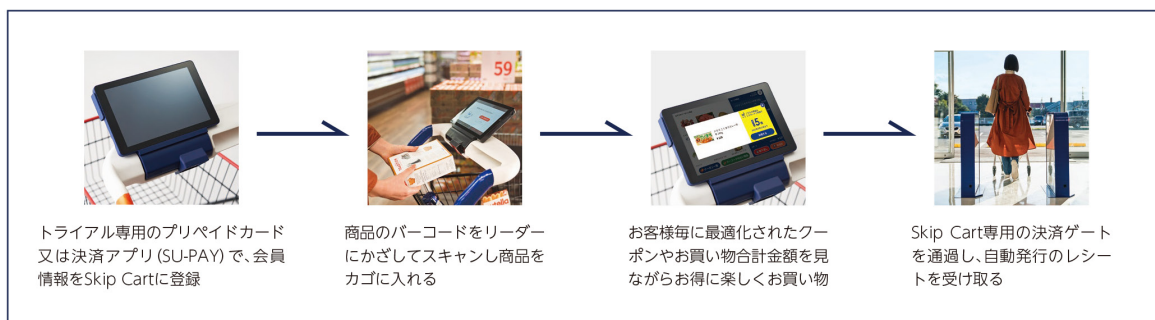 59
15
トライアル専用のプリペイドカード
又は決済アプリ(SU-PAY)で、会員
情報をSkip Cartに登録
商品のバーコードをリーダー
にかざしてスキャンし商品を
カゴに入れる
お客様毎に最適化されたクー
ポンやお買い物合計金額を見
ながらお得に楽しくお買い物
Skip Cart専用の決済ゲート
を通過し、自動発行のレシー
トを受け取る